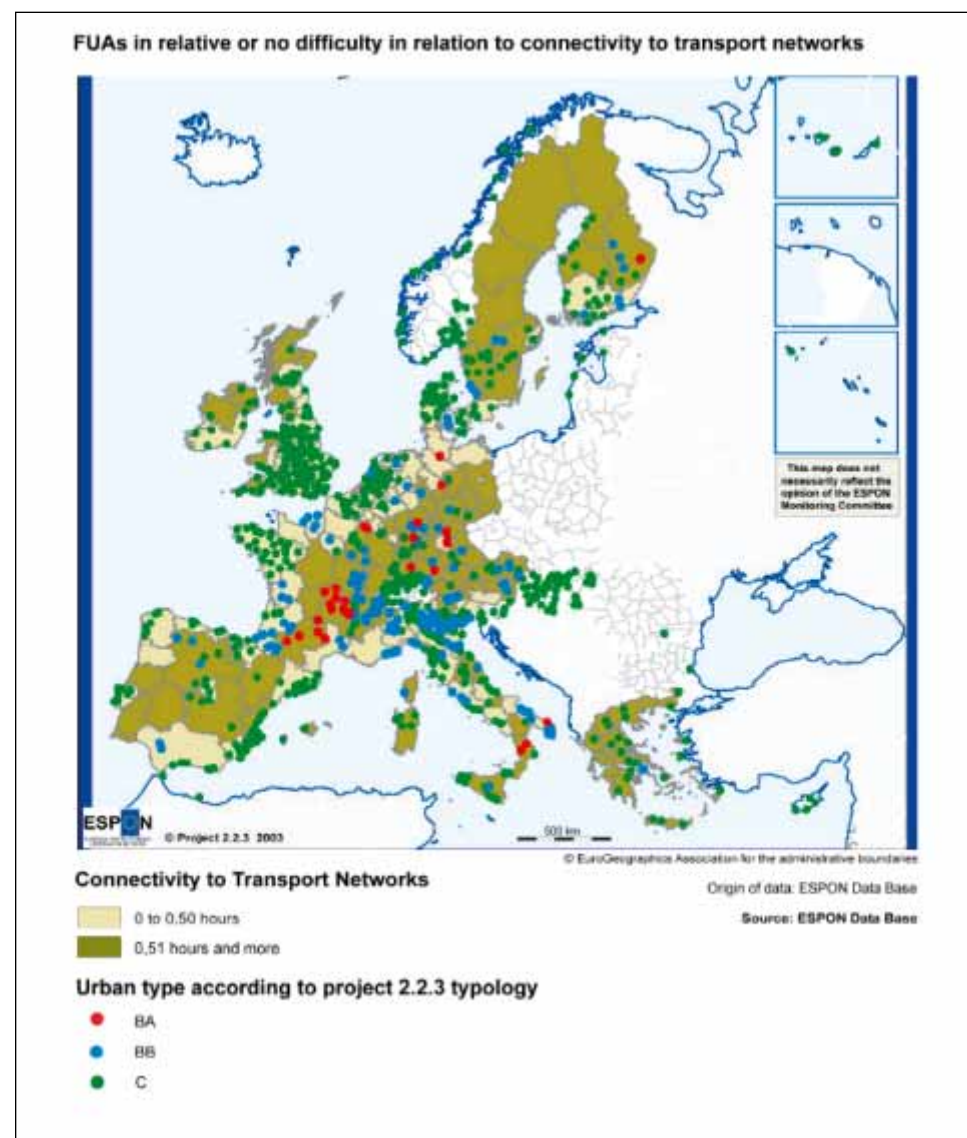 FUAs in relative or no difficulty in relation to connectivity to transport networks
This map does not
necessarily reflect the
opinion of the ESPON
Monitoring Committee
ESPON
© Project 2.2.3 2003
500 km
© EuroGeographics Association for the administrative boundaries
Connectivity to Transport Networks
Origin of data: ESPON Data Base
0 to 0,50 hours
Source: ESPON Data Base
0,51 hours and more
Urban type according to project 2.2.3 typology
BA
BB
C